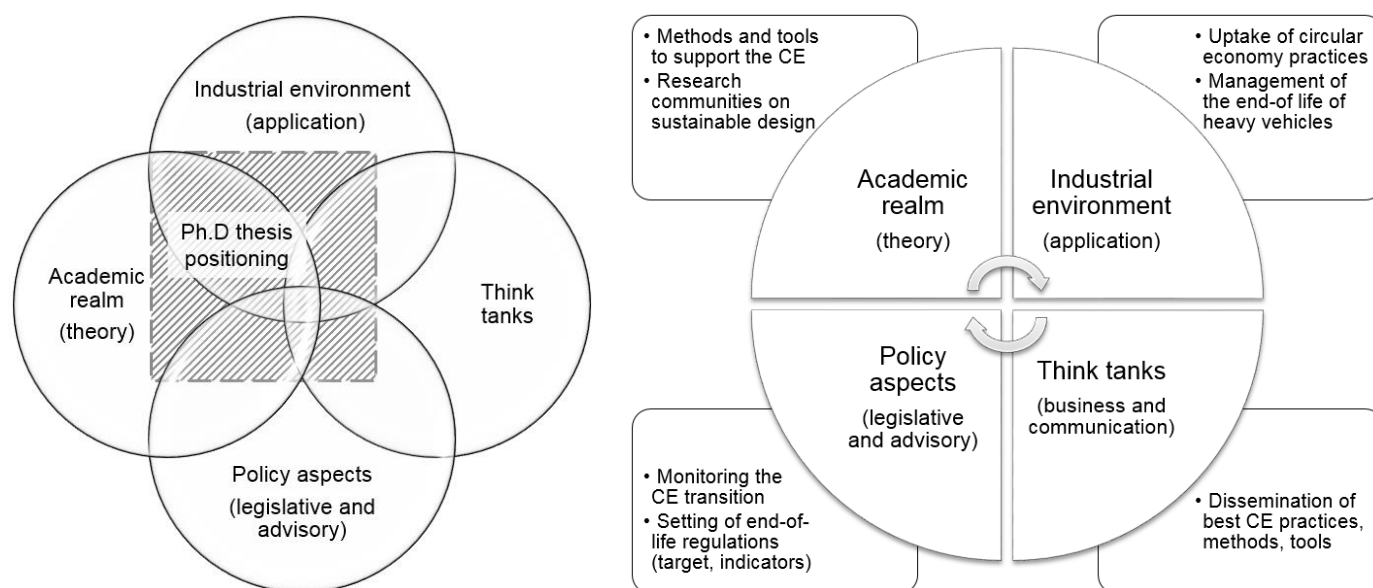 Industrial environment
(application)
Ph.D thesis
positioning
Academic
realm
(theory)
Think
tanks
Policy aspects
(legislative and
advisory)
• Methods and tools
to support the CE
• Research
communities on
sustainable design
• Uptake of circular
economy practices
• Management of
the end-of life of
heavy vehicles
Academic
realm
(theory)
Industrial
environment
(application)
Policy
aspects
(legislative
and advisory)
Think tanks
(business and
communication)
• Monitoring the
CE transition
• Setting of end-of-
life regulations
(target, indicators)
• Dissemination of
best CE practices,
methods, tools